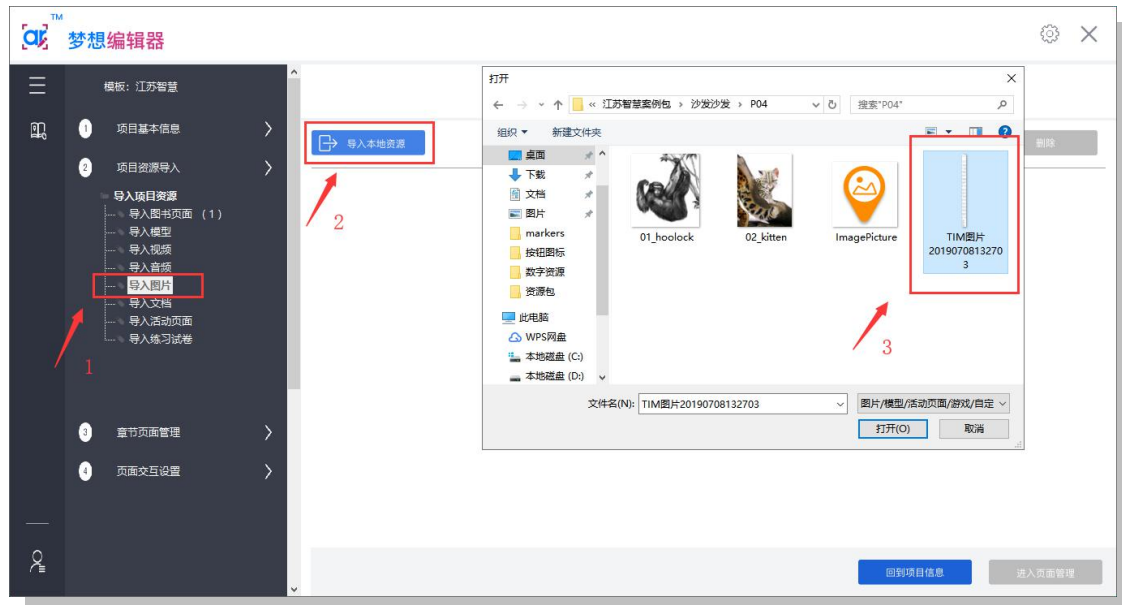 ar TM
梦想编辑器
模板：江苏智慧
1 项目基本信息
2 项目资源导入
导入项目资源
导入图书页面 (1)
导入模型
导入视频
导入音频
导入图片
导入文档
导入活动页面
导入练习试卷
1
3 章节页面管理
4 页面交互设置
导入本地资源
2
删除
打开
« 江苏智慧案例包 › 沙发沙发 › P04
搜索"P04"
组织 新建文件夹
桌面
下载
文档
图片
markers
按钮图标
数字资源
资源包
此电脑
WPS网盘
本地磁盘 (C:)
本地磁盘 (D:)
01_hoolock
02_kitten
ImagePicture
TIM图片
2019070813270
3
3
文件名(N): TIM图片20190708132703
图片/模型/活动页面/游戏/自定
打开(O)
取消
回到项目信息
进入页面管理